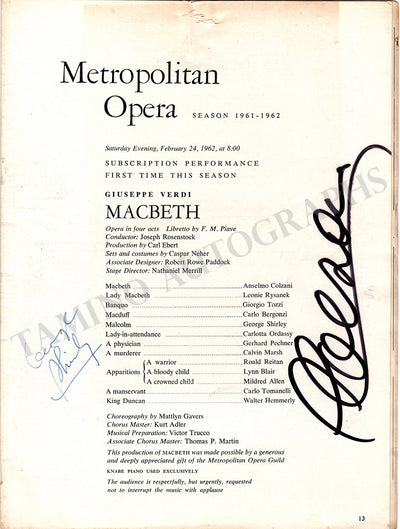 Metropolitan
Opera SEASON 1961-1962
Saturday Evening, February 24, 1962, at 8:00
SUBSCRIPTION PERFORMANCE
FIRST TIME THIS SEASON
GIUSEPPE VERDI
MACBETH
Opera in four acts Libretto by F. M. Piave
Conductor: Joseph Rosenstock
Production by Carl Ebert
Sets and costumes by Caspar Neher
Associate Designer: Robert Rowe Paddock
Stage Director: Nathaniel Merrill
Macbeth Anselmo Colzani
Lady Macbeth Leonie Rysanek
Banquo Giorgio Tozzi
Macduff Carlo Bergonzi
Malcolm George Shirley
Lady-in-attendance Carlotta Ordassy
A physician Gerhard Pechner
A murderer Calvin Marsh
A warrior Roald Reitan
Apparitions A bloody child Lynn Blair
A crowned child Mildred Allen
A manservant Carlo Tomanelli
King Duncan Walter Hemmerly
Choreography by Mattlyn Gavers
Chorus Master: Kurt Adler
Musical Preparation: Victor Trucco
Associate Chorus Master: Thomas P. Martin
This production of MACBETH was made possible by a generous
and deeply appreciated gift of the Metropolitan Opera Guild
KNABE PIANO USED EXCLUSIVELY
The audience is respectfully, but urgently, requested
not to interrupt the music with applause
13
George
Shirley
TAMINO AUTOGRAPHS